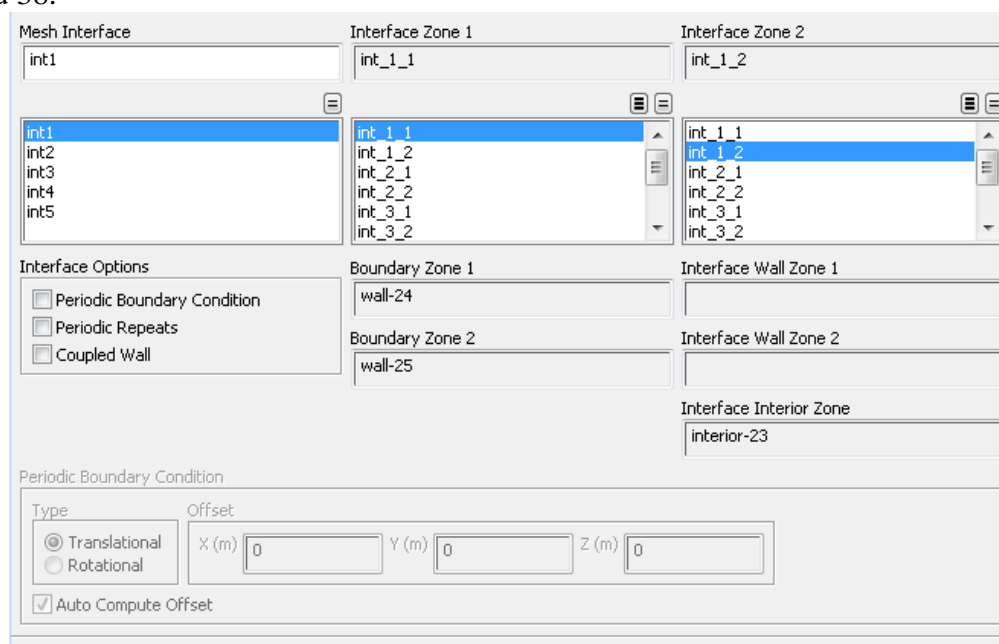 Mesh Interface Interface Zone 1 Interface Zone 2
int1 int_1_1 int_1_2
int1 int_1_1 int_1_1
int2 int_1_2 int_1_2
int3 int_2_1 int_2_1
int4 int_2_2 int_2_2
int5 int_3_1 int_3_1
int_3_2 int_3_2
Interface Options Boundary Zone 1 Interface Wall Zone 1
Periodic Boundary Condition wall-24
Periodic Repeats
Boundary Zone 2 Interface Wall Zone 2
Coupled Wall
wall-25
Interface Interior Zone
interior-23
Periodic Boundary Condition
Type Offset
Translational X (m) 0 Y (m) 0 Z (m) 0
Rotational
Auto Compute Offset